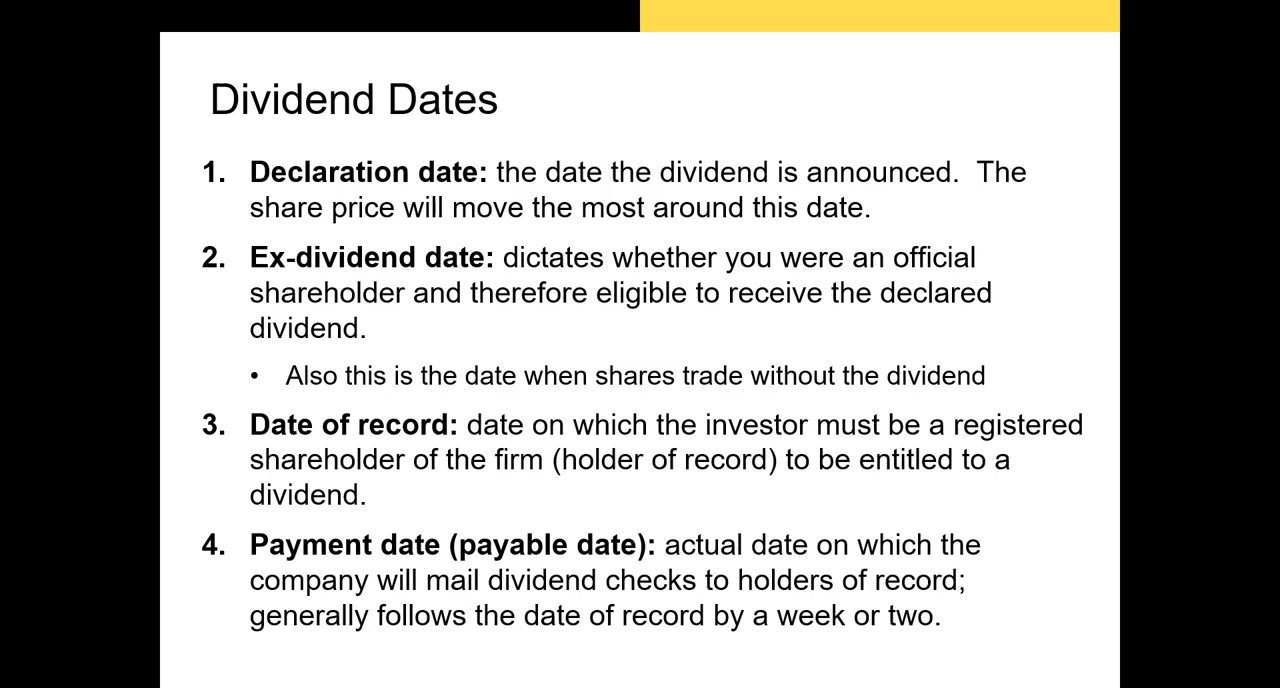 Dividend Dates
1. Declaration date: the date the dividend is announced.  The
share price will move the most around this date.
2. Ex-dividend date: dictates whether you were an official
shareholder and therefore eligible to receive the declared
dividend.
• Also this is the date when shares trade without the dividend
3. Date of record: date on which the investor must be a registered
shareholder of the firm (holder of record) to be entitled to a
dividend.
4. Payment date (payable date): actual date on which the
company will mail dividend checks to holders of record;
generally follows the date of record by a week or two.